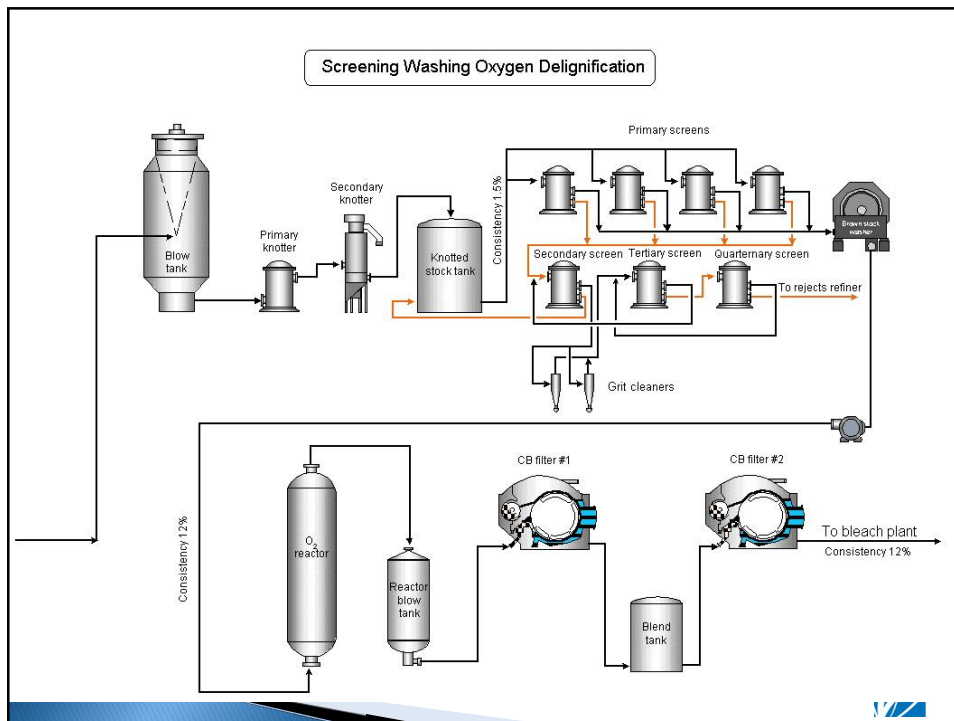 Screening Washing Oxygen Delignification
Primary screens
Secondary
knotter
Primary
knotter
Blow
tank
Knotted
stock tank
Consistency 1.5%
Brown stock
washer
Secondary screen
Tertiary screen
Quarternary screen
To rejects refiner
Grit cleaners
Consistency 12%
O2
reactor
Reactor
blow
tank
CB filter #1
Blend
tank
CB filter #2
To bleach plant
Consistency 12%